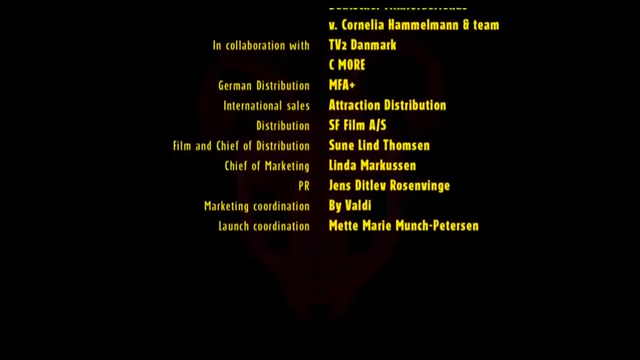 v. Cornelia Hammelmann & team
In collaboration with TV2 Danmark
C MORE
German Distribution MFA+
International sales Attraction Distribution
Distribution SF Film A/S
Film and Chief of Distribution Sune Lind Thomsen
Chief of Marketing Linda Markussen
PR Jens Ditlev Rosenvinge
Marketing coordination By Valdi
Launch coordination Mette Marie Munch-Petersen